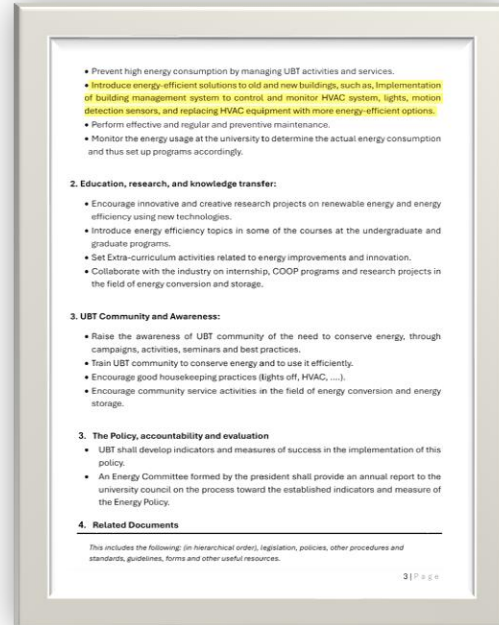 • Prevent high energy consumption by managing UBT activities and services.
• Introduce energy-efficient solutions to old and new buildings, such as, Implementation
of building management system to control and monitor HVAC system, lights, motion
detection sensors, and replacing HVAC equipment with more energy-efficient options.
• Perform effective and regular and preventive maintenance.
• Monitor the energy usage at the university to determine the actual energy consumption
and thus set up programs accordingly.
2. Education, research, and knowledge transfer:
• Encourage innovative and creative research projects on renewable energy and energy
efficiency using new technologies.
• Introduce energy efficiency topics in some of the courses at the undergraduate and
graduate programs.
• Set Extra-curriculum activities related to energy improvements and innovation.
• Collaborate with the industry on internship, COOP programs and research projects in
the field of energy conversion and storage.
3. UBT Community and Awareness:
• Raise the awareness of UBT community of the need to conserve energy, through
campaigns, activities, seminars and best practices.
• Train UBT community to conserve energy and to use it efficiently.
• Encourage good housekeeping practices (lights off, HVAC, ....).
• Encourage community service activities in the field of energy conversion and energy
storage.
3. The Policy, accountability and evaluation
• UBT shall develop indicators and measures of success in the implementation of this
policy.
• An Energy Committee formed by the president shall provide an annual report to the
university council on the process toward the established indicators and measure of
the Energy Policy.
4. Related Documents
This includes the following: (in hierarchical order), legislation, policies, other procedures and
standards, guidelines, forms and other useful resources.
3 | Page